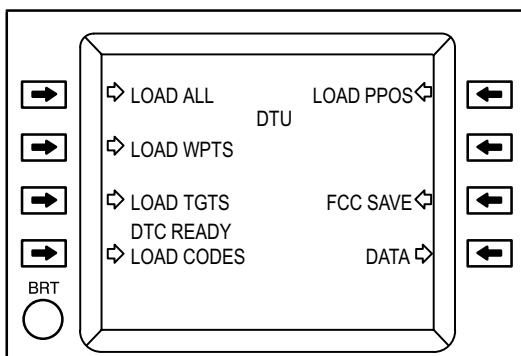 LOAD ALL LOAD PPOS
DTU
LOAD WPTS
LOAD TGTS FCC SAVE
DTC READY
LOAD CODES DATA
BRT